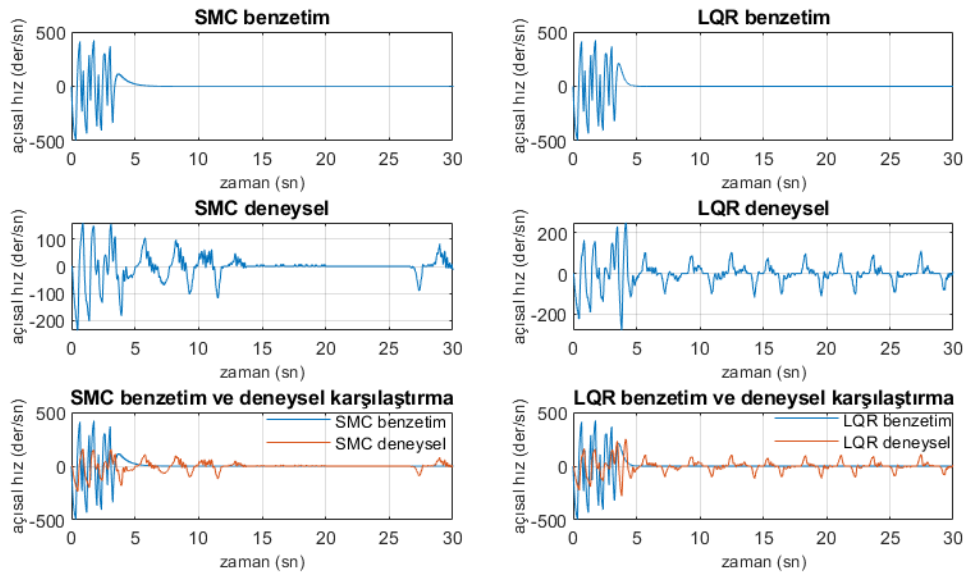 SMC benzetim
açısal hız (der/sn)
500
0
-500
0 5 10 15 20 25 30
zaman (sn)
LQR benzetim
açısal hız (der/sn)
500
0
-500
0 5 10 15 20 25 30
zaman (sn)
SMC deneysel
açısal hız (der/sn)
100
0
-100
-200
0 5 10 15 20 25 30
zaman (sn)
LQR deneysel
açısal hız (der/sn)
200
0
-200
0 5 10 15 20 25 30
zaman (sn)
SMC benzetim ve deneysel karşılaştırma
açısal hız (der/sn)
500
0
-500
SMC benzetim
SMC deneysel
0 5 10 15 20 25 30
zaman (sn)
LQR benzetim ve deneysel karşılaştırma
açısal hız (der/sn)
500
0
-500
LQR benzetim
LQR deneysel
0 5 10 15 20 25 30
zaman (sn)